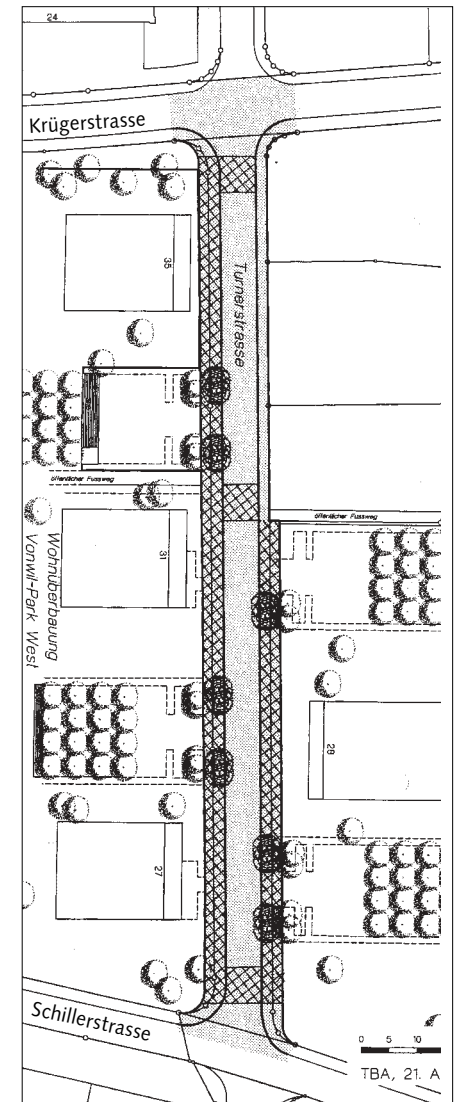 24
Krügerstrasse
35
Turnerstrasse
öffentlicher Fussweg
öffentlicher Fussweg
31
Wohnüberbauung
Vonwil-Park West
28
27
Schillerstrasse
0 5 10
TBA, 21. A